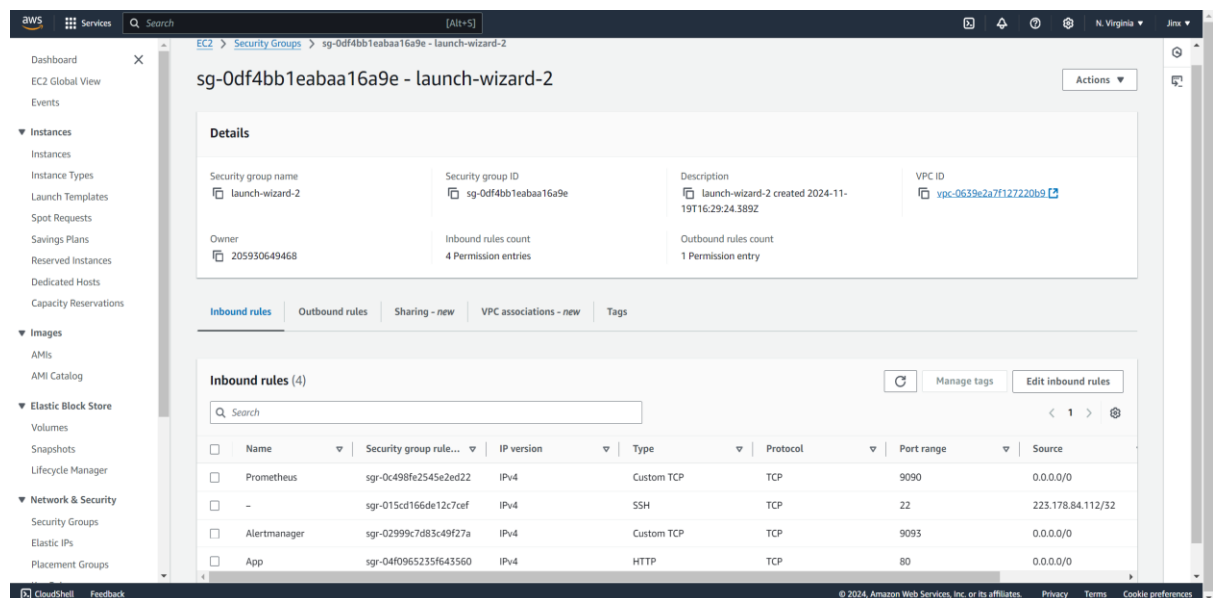 aws Services Search [Alt+S] N. Virginia Jinx
EC2 > Security Groups > sg-0df4bb1eabaa16a9e - launch-wizard-2
Dashboard
EC2 Global View
Events
Instances
Instances
Instance Types
Launch Templates
Spot Requests
Savings Plans
Reserved Instances
Dedicated Hosts
Capacity Reservations
Images
AMIs
AMI Catalog
Elastic Block Store
Volumes
Snapshots
Lifecycle Manager
Network & Security
Security Groups
Elastic IPs
Placement Groups
sg-0df4bb1eabaa16a9e - launch-wizard-2
Actions
Details
Security group name
launch-wizard-2
Security group ID
sg-0df4bb1eabaa16a9e
Description
launch-wizard-2 created 2024-11-
19T16:29:24.389Z
VPC ID
vpc-0639e2a7f127220b9
Owner
205930649468
Inbound rules count
4 Permission entries
Outbound rules count
1 Permission entry
Inbound rules Outbound rules Sharing - new VPC associations - new Tags
Inbound rules (4)
Manage tags Edit inbound rules
Search
< 1 >
Name Security group rule... IP version Type Protocol Port range Source
Prometheus sgr-0c498fe2545e2ed22 IPv4 Custom TCP TCP 9090 0.0.0.0/0
– sgr-015cd166de12c7cef IPv4 SSH TCP 22 223.178.84.112/32
Alertmanager sgr-02999c7d83c49f27a IPv4 Custom TCP TCP 9093 0.0.0.0/0
App sgr-04f0965235f643560 IPv4 HTTP TCP 80 0.0.0.0/0
CloudShell Feedback © 2024, Amazon Web Services, Inc. or its affiliates. Privacy Terms Cookie preferences